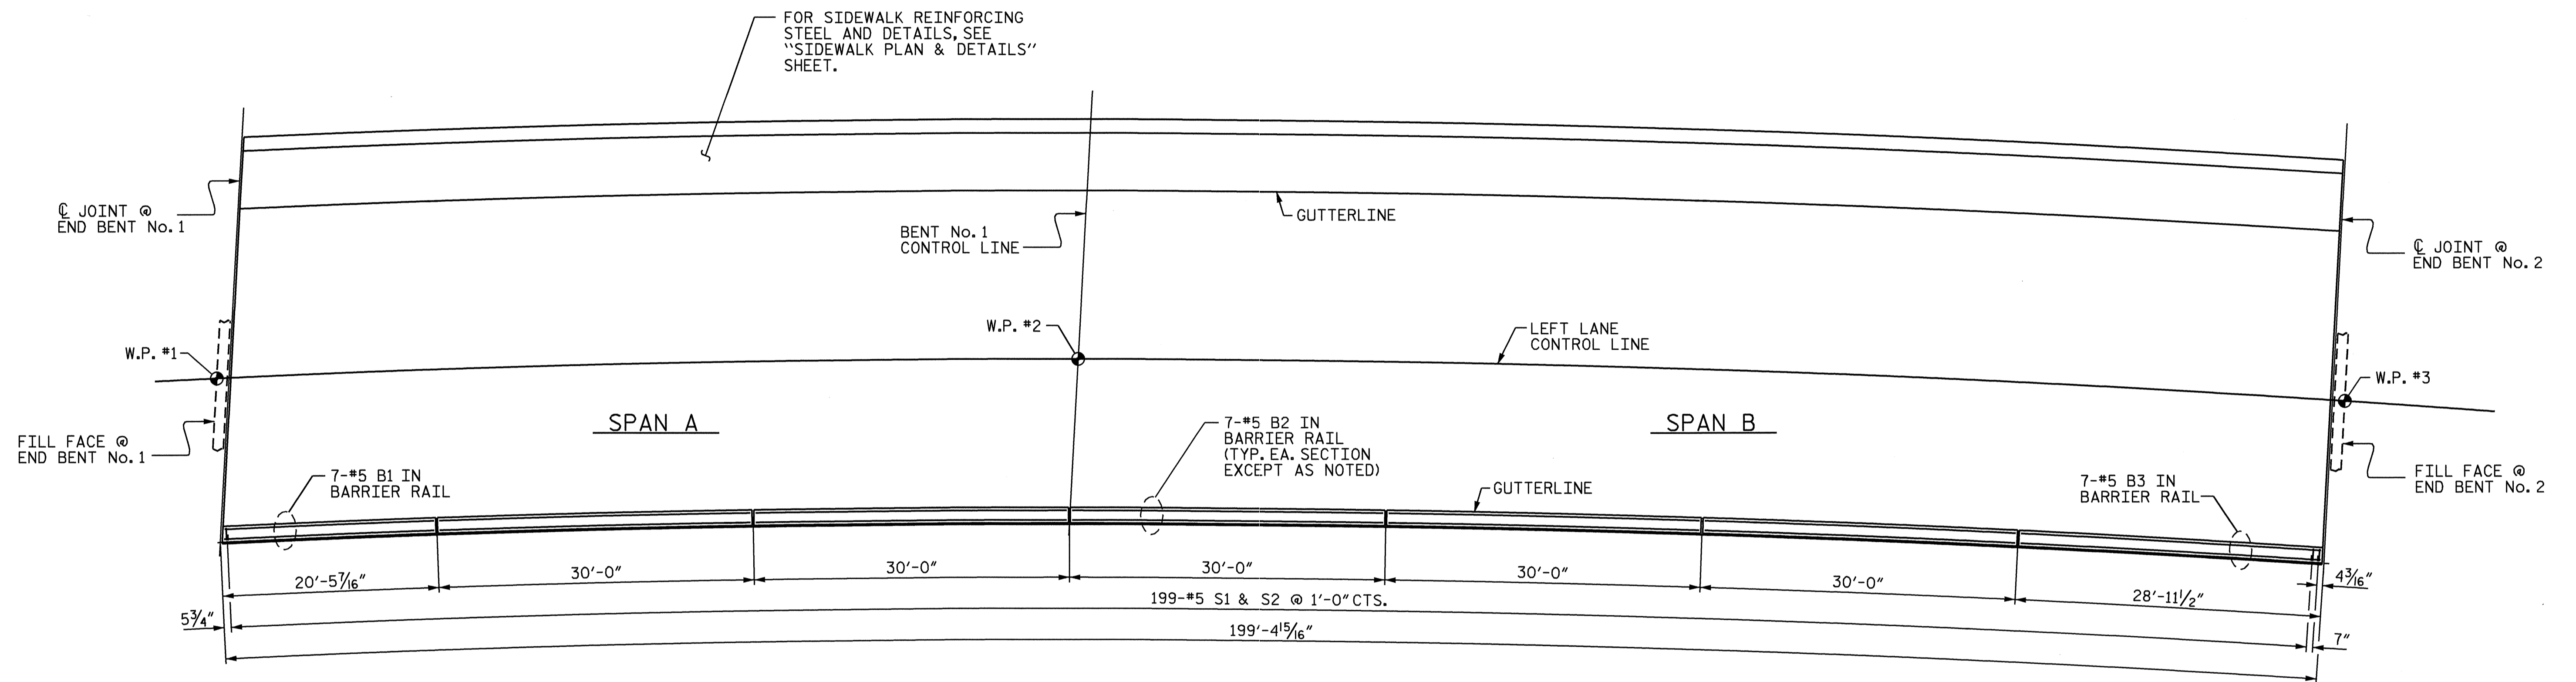 FOR SIDEWALK REINFORCING
STEEL AND DETAILS, SEE
"SIDEWALK PLAN & DETAILS"
SHEET.
℄ JOINT @
END BENT No. 1
BENT No. 1
CONTROL LINE
GUTTERLINE
℄ JOINT @
END BENT No. 2
W.P. #1
W.P. #2
LEFT LANE
CONTROL LINE
W.P. #3
SPAN A
SPAN B
FILL FACE @
END BENT No. 1
7-#5 B1 IN
BARRIER RAIL
7-#5 B2 IN
BARRIER RAIL
(TYP. EA. SECTION
EXCEPT AS NOTED)
GUTTERLINE
7-#5 B3 IN
BARRIER RAIL
FILL FACE @
END BENT No. 2
20'-5 7/16"
30'-0"
30'-0"
30'-0"
30'-0"
30'-0"
28'-11 1/2"
4 3/16"
5 3/4"
199-#5 S1 & S2 @ 1'-0" CTS.
7"
199'-4 15/16"